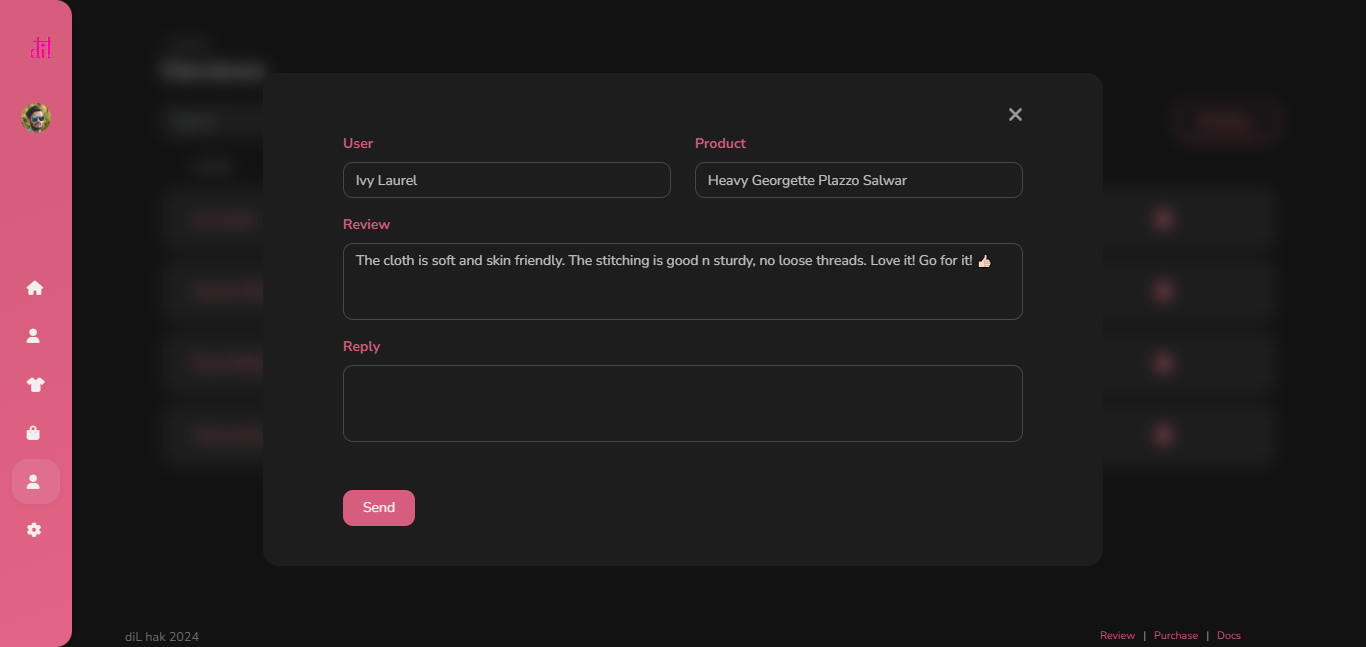 diL
User
Product
Ivy Laurel
Heavy Georgette Plazzo Salwar
Review
The cloth is soft and skin friendly. The stitching is good n sturdy, no loose threads. Love it! Go for it! 👍🏻
Reply
Send
diL hak 2024
Review | Purchase | Docs